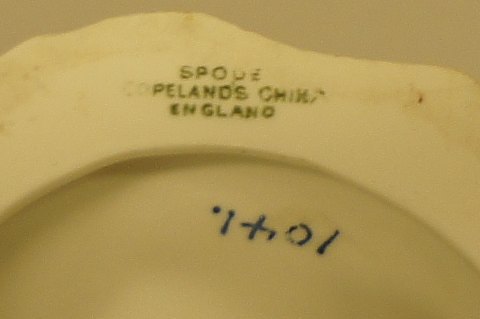 SPODE
COPELANDS CHINA
ENGLAND
1041.